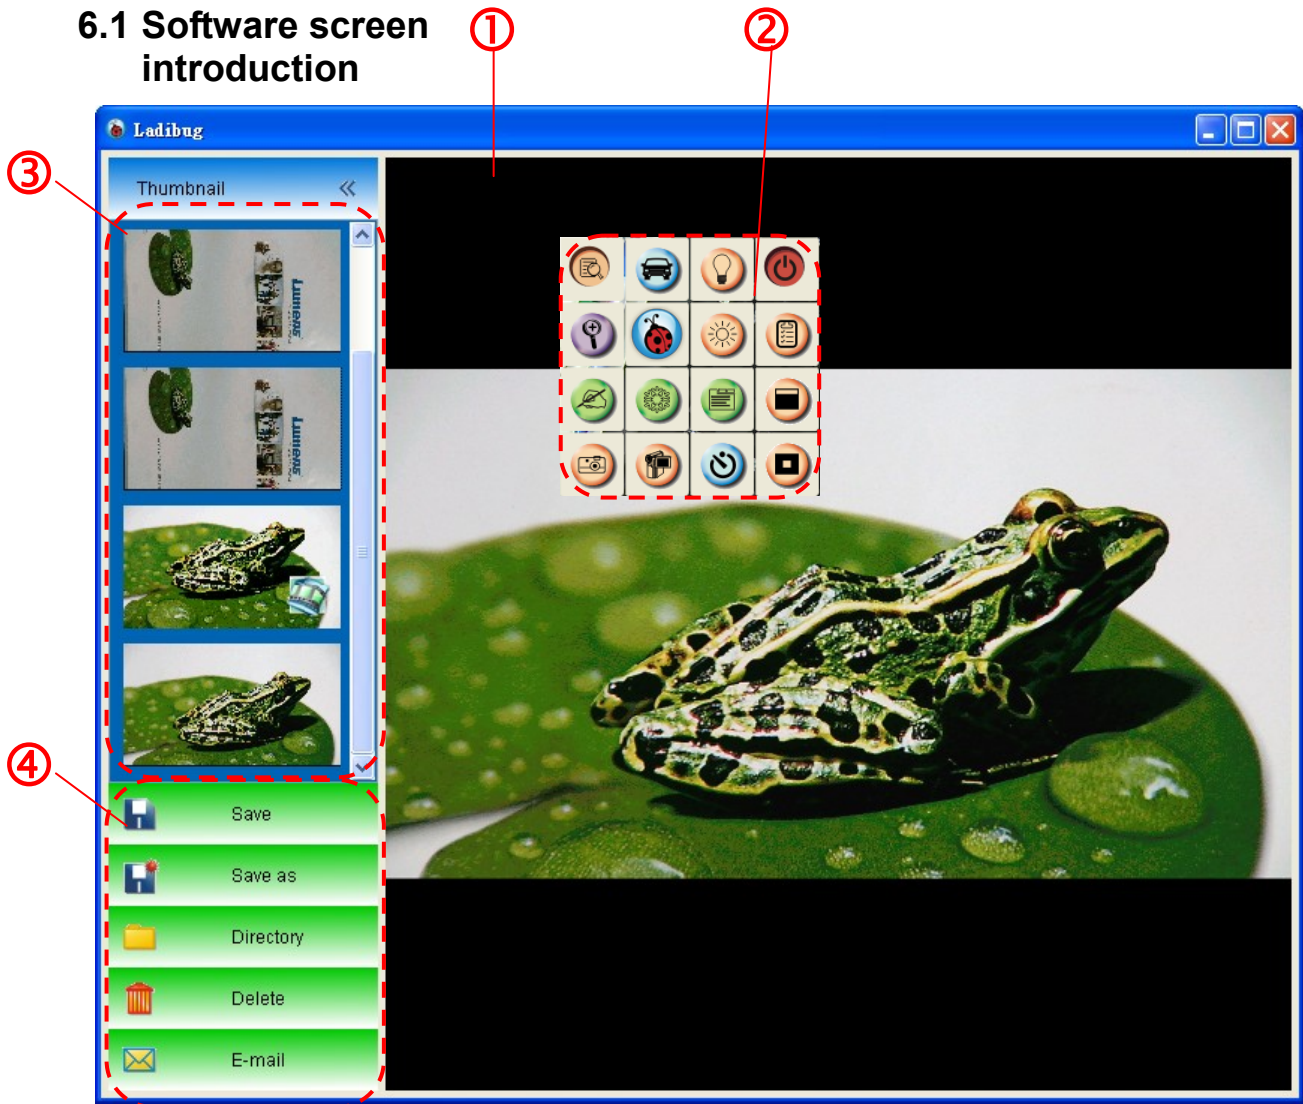 6.1 Software screen
introduction
①
②
Ladibug
③
Thumbnail
④
Save
Save as
Directory
Delete
E-mail